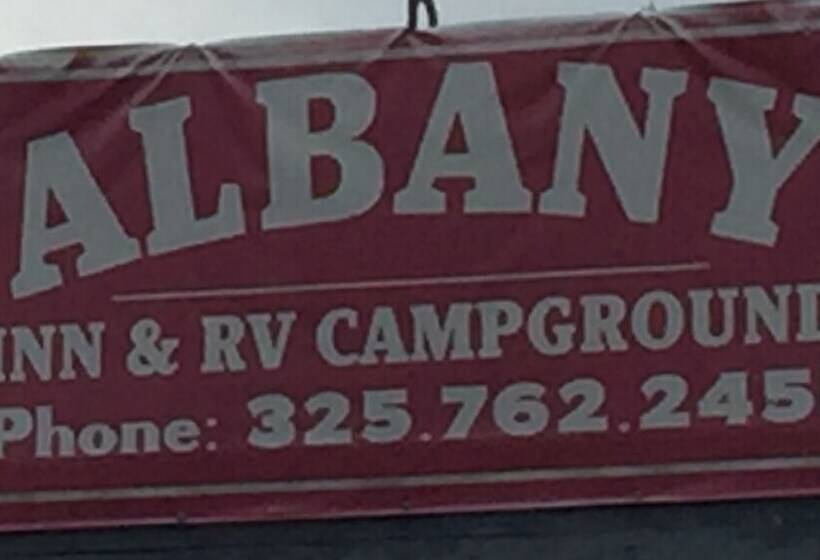 ALBANY
INN & RV CAMPGROUND
Phone: 325.762.245